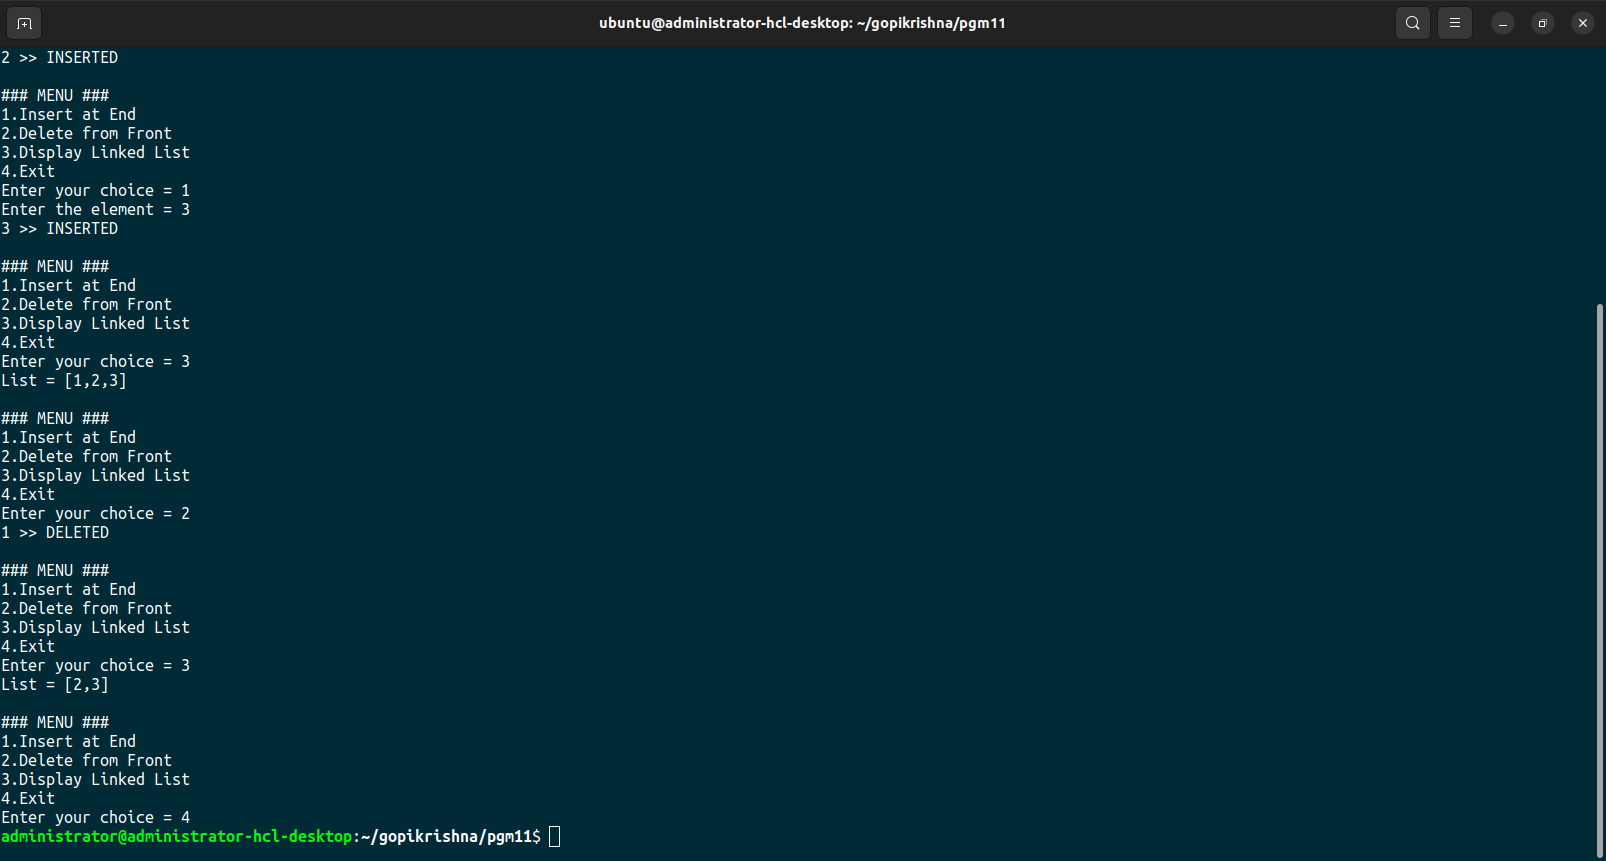 ubuntu@administrator-hcl-desktop: ~/gopikrishna/pgm11
2 >> INSERTED
### MENU ###
1.Insert at End
2.Delete from Front
3.Display Linked List
4.Exit
Enter your choice = 1
Enter the element = 3
3 >> INSERTED
### MENU ###
1.Insert at End
2.Delete from Front
3.Display Linked List
4.Exit
Enter your choice = 3
List = [1,2,3]
### MENU ###
1.Insert at End
2.Delete from Front
3.Display Linked List
4.Exit
Enter your choice = 2
1 >> DELETED
### MENU ###
1.Insert at End
2.Delete from Front
3.Display Linked List
4.Exit
Enter your choice = 3
List = [2,3]
### MENU ###
1.Insert at End
2.Delete from Front
3.Display Linked List
4.Exit
Enter your choice = 4
administrator@administrator-hcl-desktop:~/gopikrishna/pgm11$